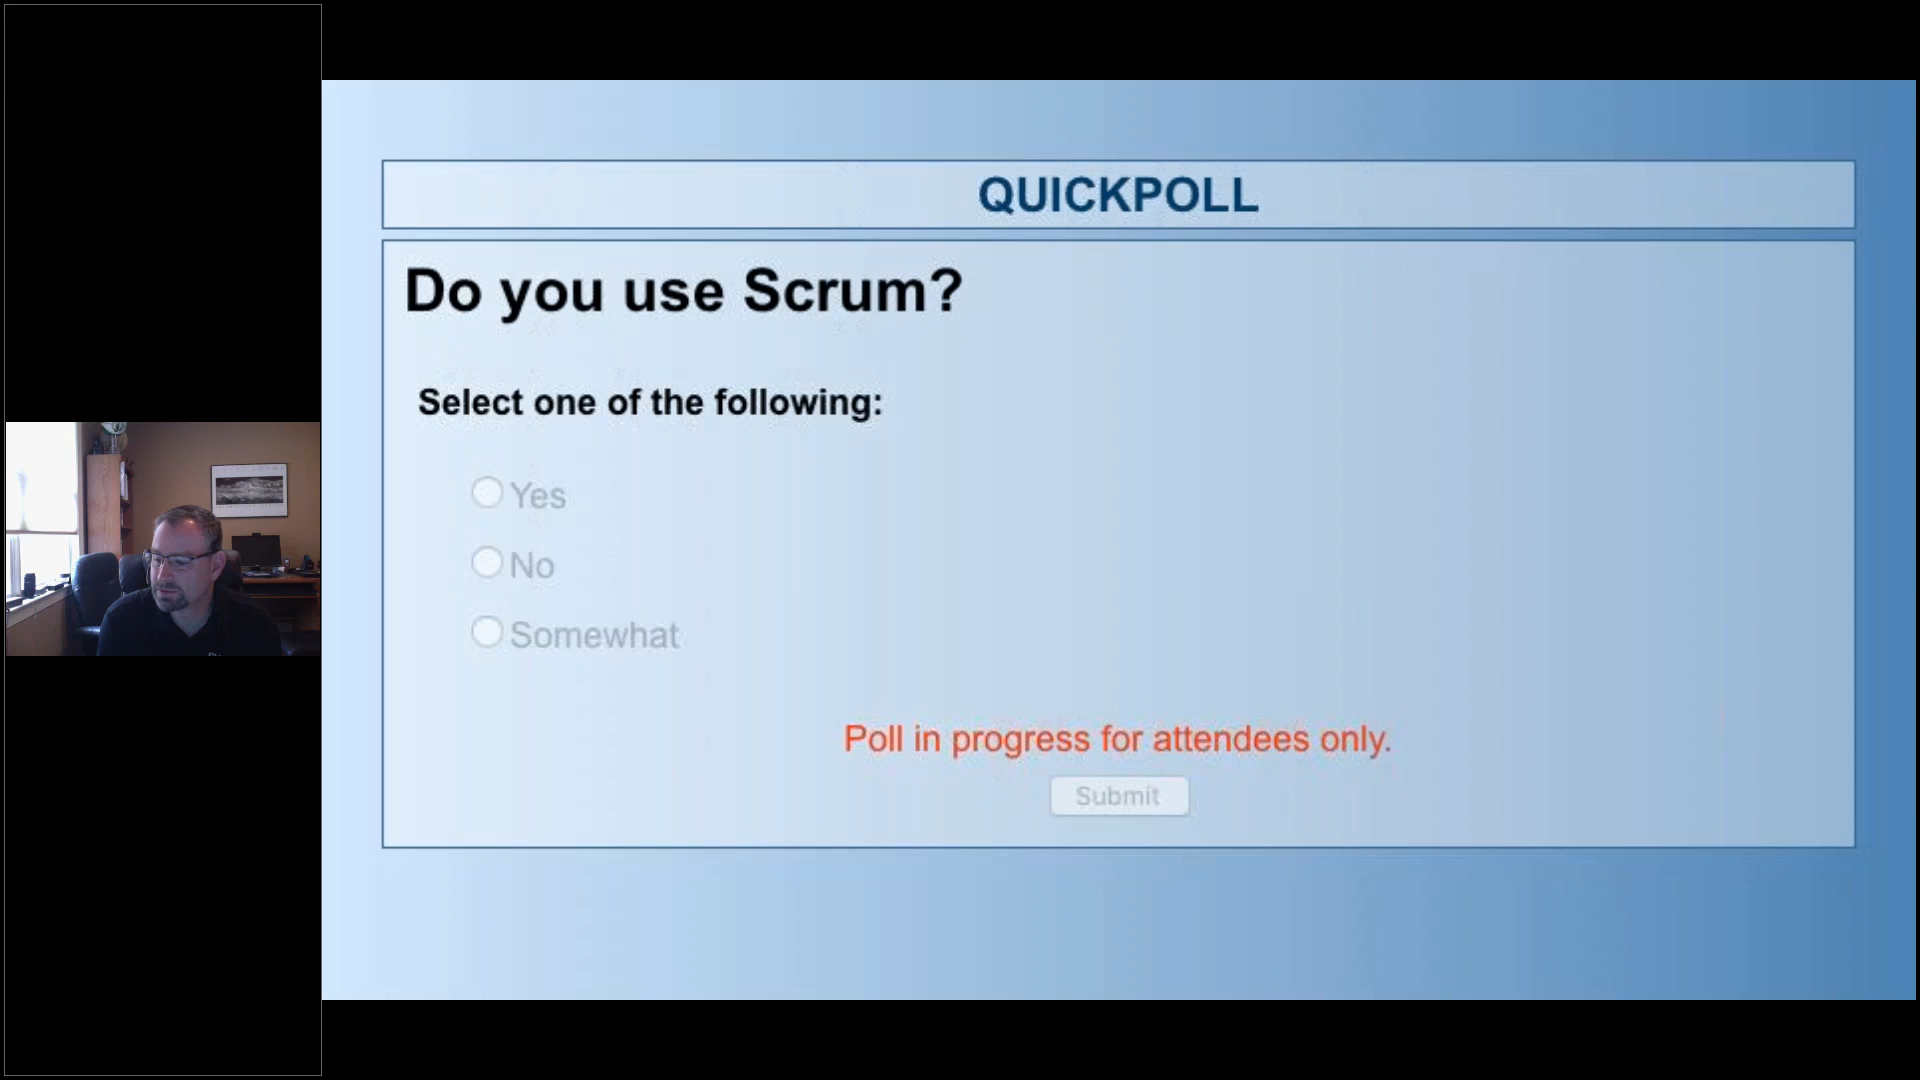 QUICKPOLL
Do you use Scrum?
Select one of the following:
Yes
No
Somewhat
Poll in progress for attendees only.
Submit